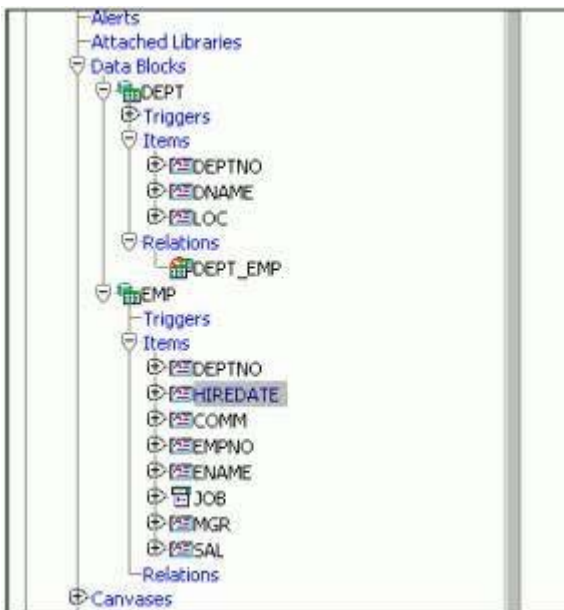 Alerts
Attached Libraries
Data Blocks
DEPT
Triggers
Items
DEPTNO
DNAME
LOC
Relations
DEPT_EMP
EMP
Triggers
Items
DEPTNO
HIREDATE
COMM
EMPNO
ENAME
JOB
MGR
SAL
Relations
Canvases